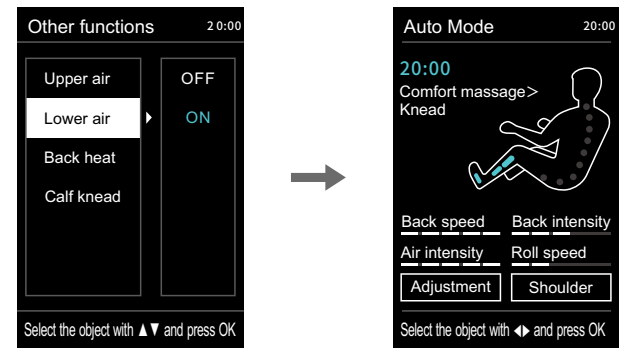 Other functions 20:00
Upper air OFF
Lower air ON
Back heat
Calf knead
Select the object with ▲▼ and press OK
Auto Mode 20:00
20:00
Comfort massage>
Knead
Back speed Back intensity
Air intensity Roll speed
Adjustment Shoulder
Select the object with ◀▶ and press OK